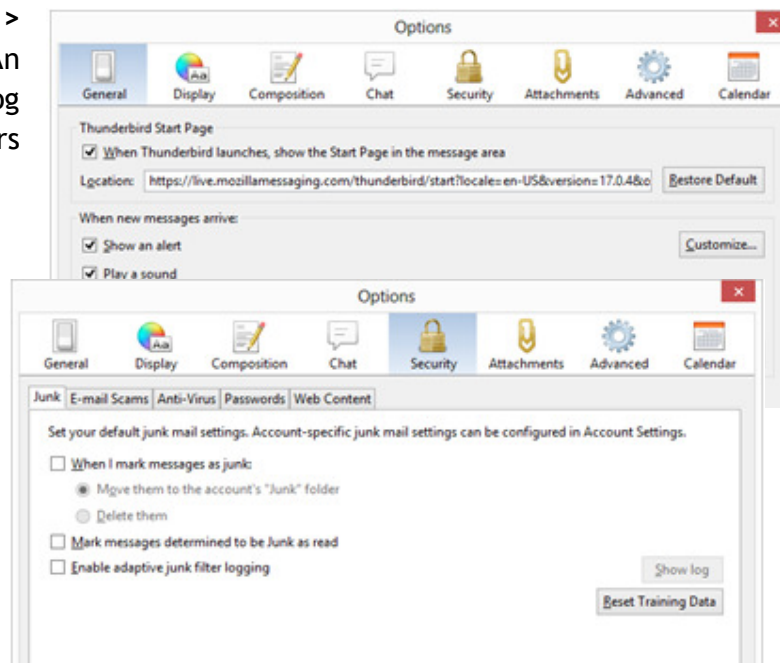 >
An
og
rs
Options
General Display Composition Chat Security Attachments Advanced Calendar
Thunderbird Start Page
When Thunderbird launches, show the Start Page in the message area
Location: https://live.mozillamessaging.com/thunderbird/start?locale=en-US&version=17.0.4&o Restore Default
When new messages arrive:
Show an alert Customize...
Play a sound
Options
General Display Composition Chat Security Attachments Advanced Calendar
Junk E-mail Scams Anti-Virus Passwords Web Content
Set your default junk mail settings. Account-specific junk mail settings can be configured in Account Settings.
When I mark messages as junk:
Move them to the account's "Junk" folder
Delete them
Mark messages determined to be Junk as read
Enable adaptive junk filter logging Show log
Reset Training Data